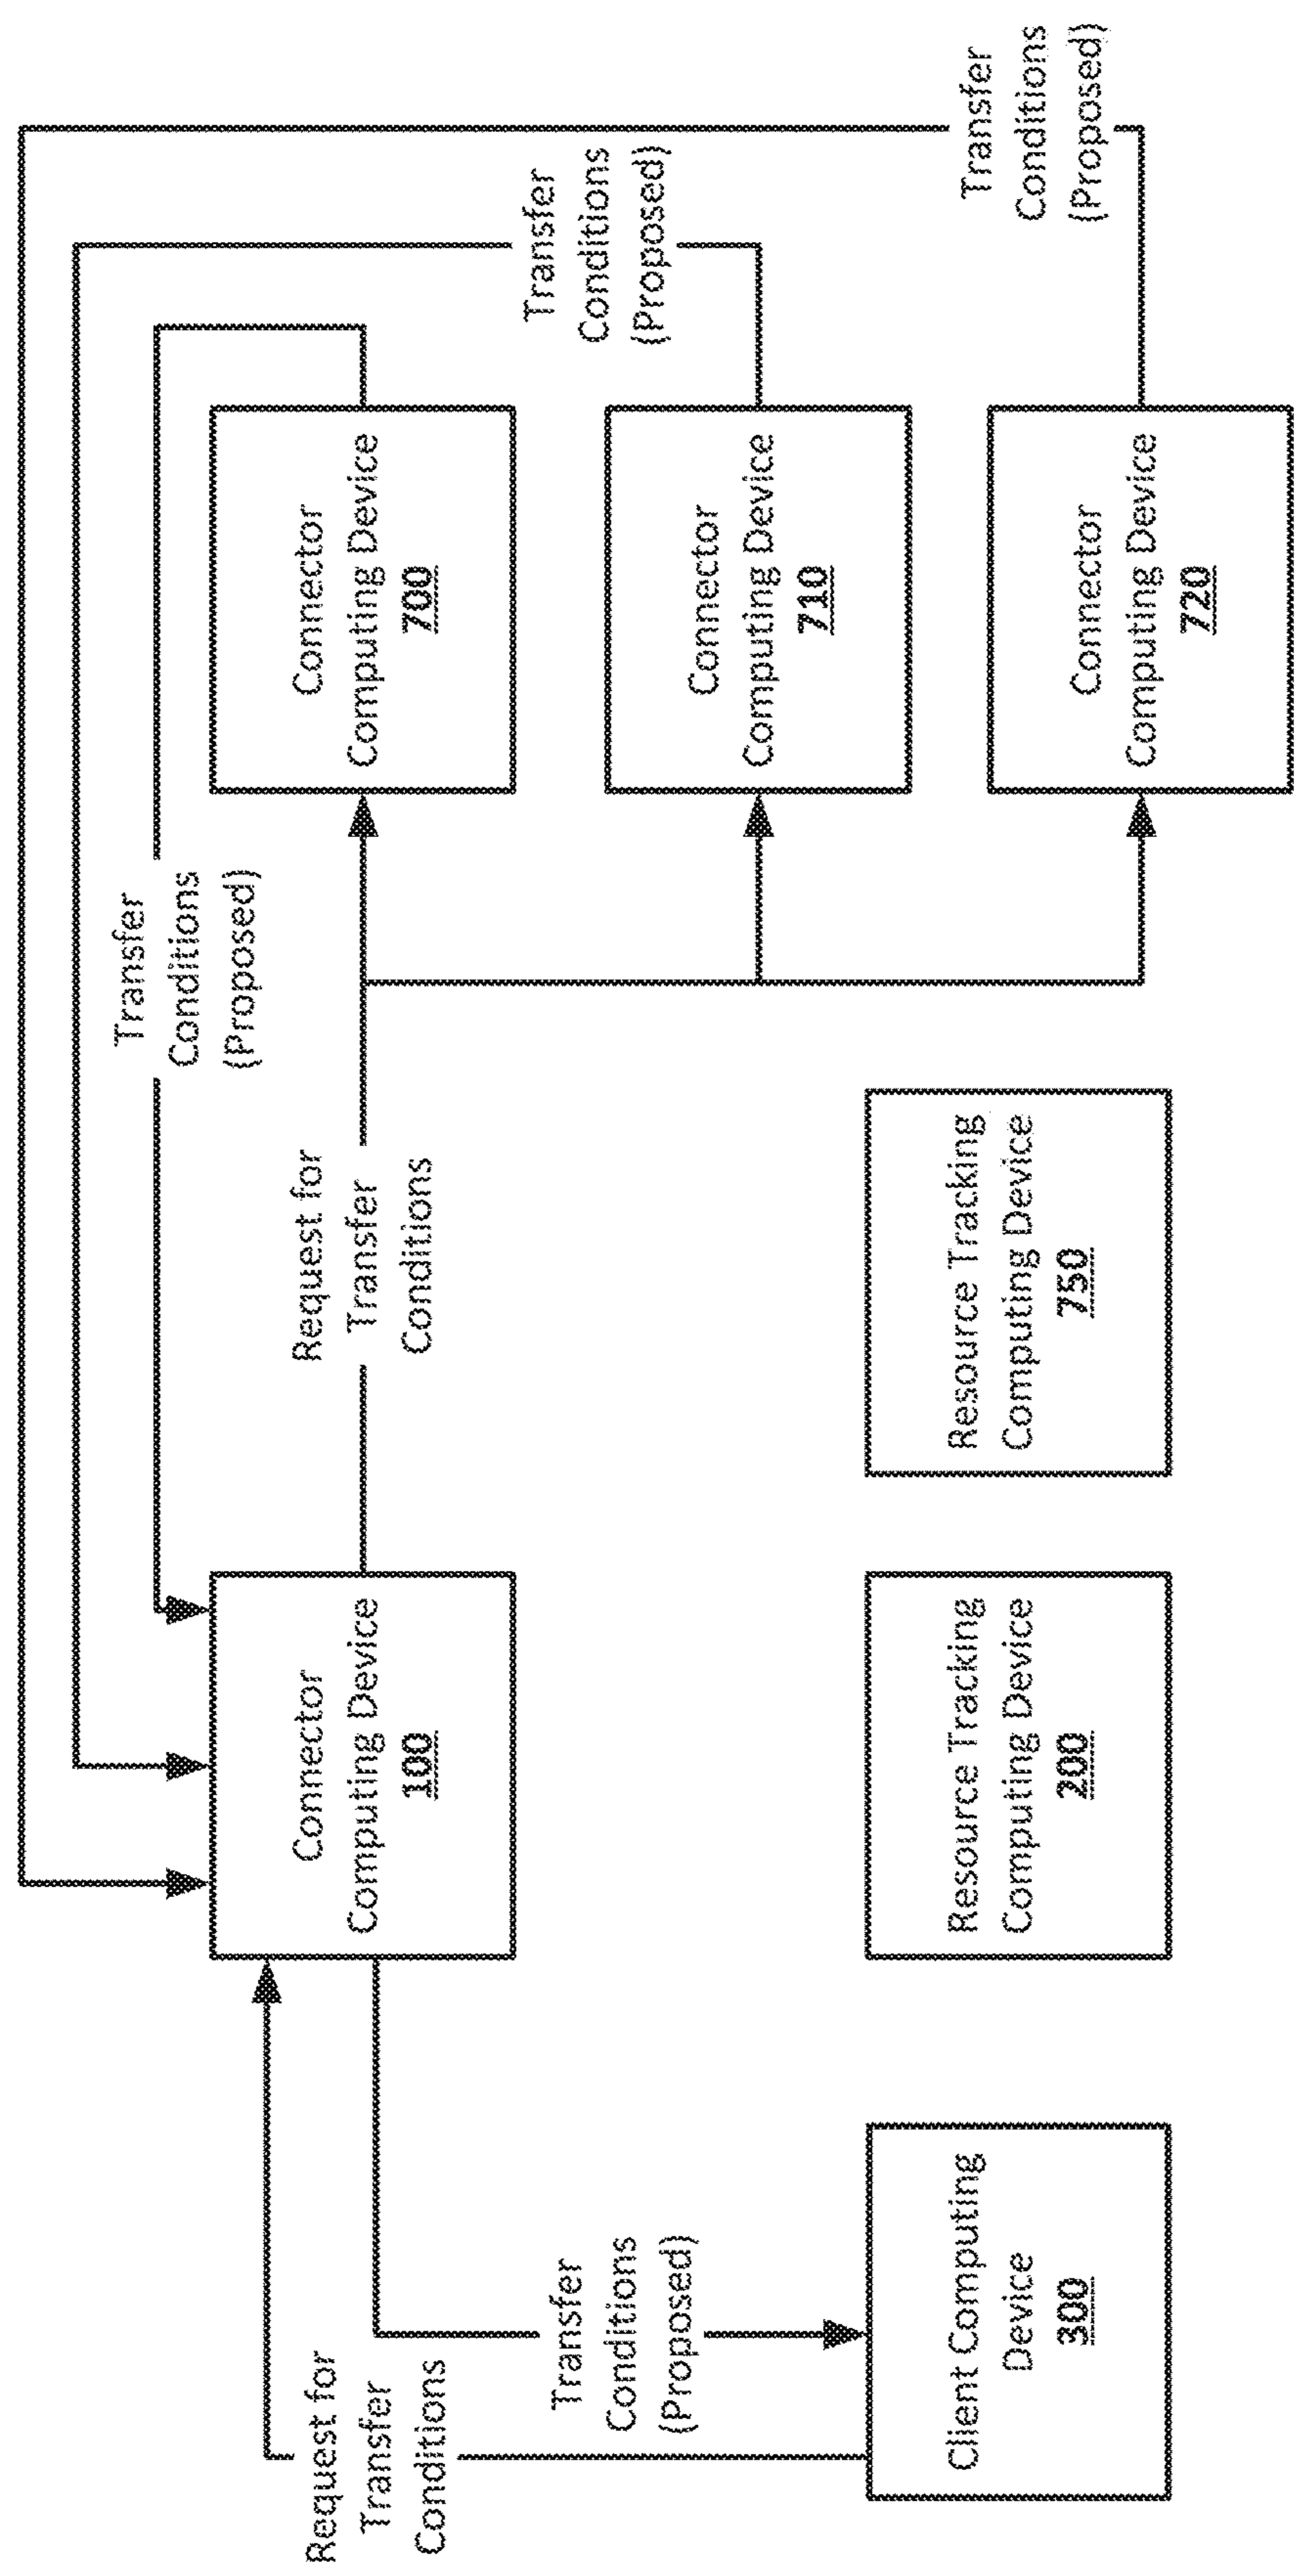 Transfer
Conditions
(Proposed)
Transfer
Conditions
(Proposed)
Transfer
Conditions
(Proposed)
Request for
Transfer
Conditions
Connector
Computing Device
100
Connector
Computing Device
700
Connector
Computing Device
710
Connector
Computing Device
720
Request for
Transfer
Conditions
Transfer
Conditions
(Proposed)
Client Computing
Device
300
Resource Tracking
Computing Device
200
Resource Tracking
Computing Device
750